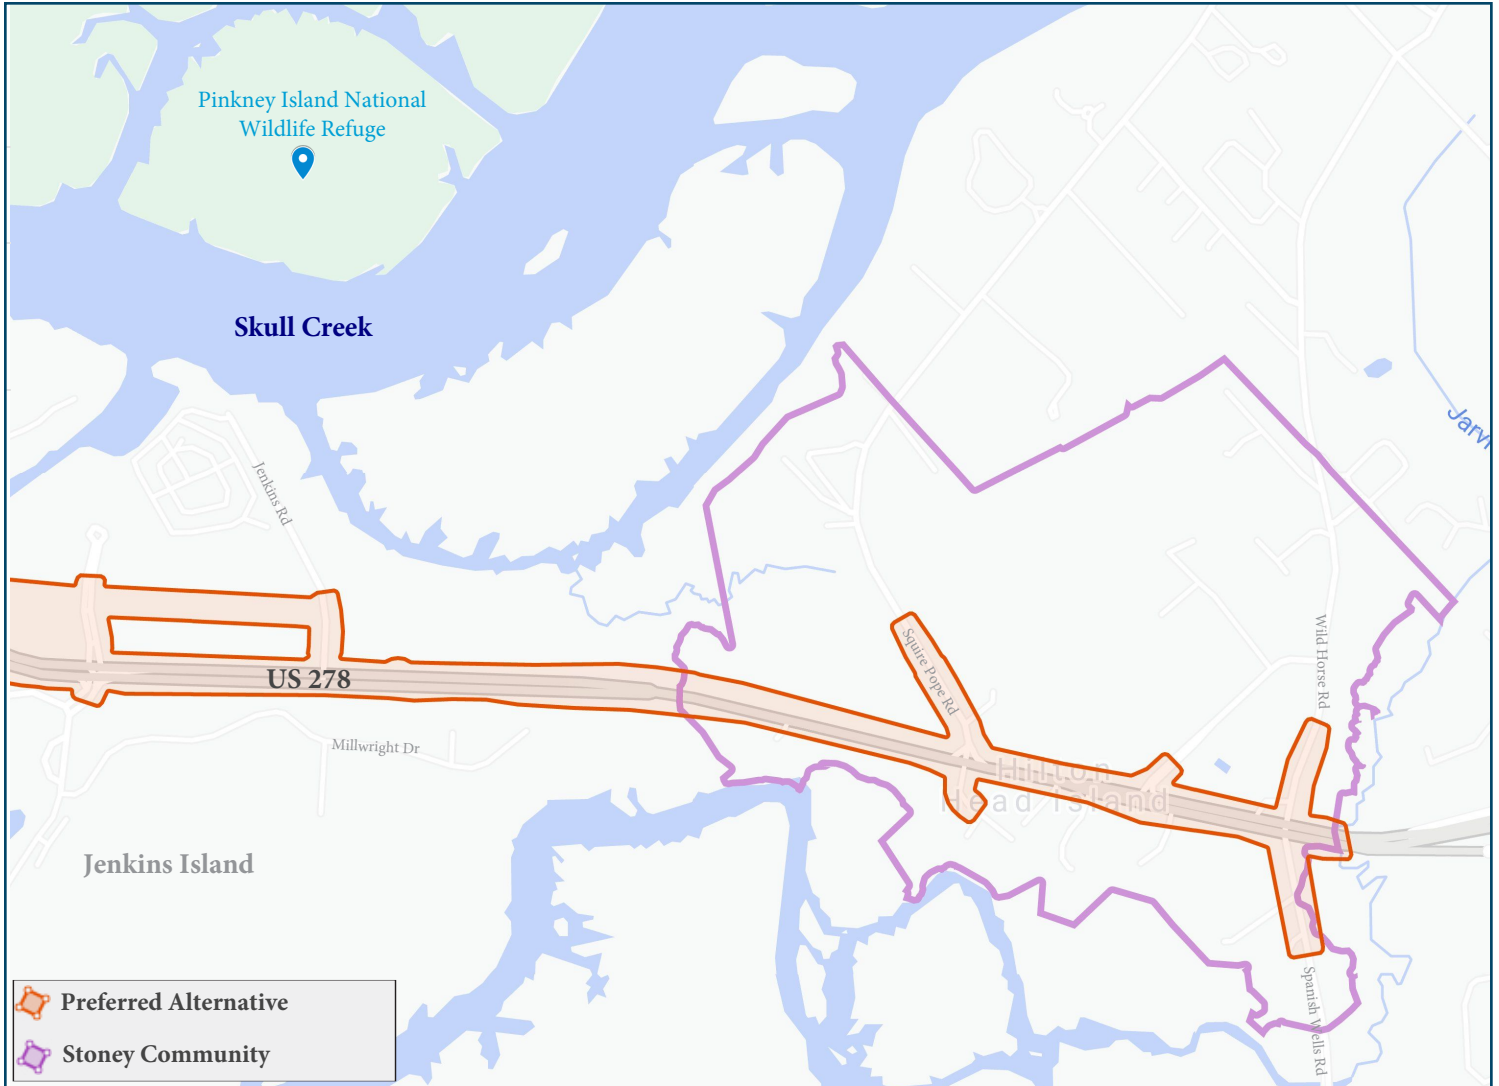 Pinkney Island National
Wildlife Refuge
Skull Creek
Jarvi
Jenkins Rd
US 278
Squire Pope Rd
Wild Horse Rd
Millwright Dr
Hilton
Head Island
Jenkins Island
Spanish Wells Rd
Preferred Alternative
Stoney Community